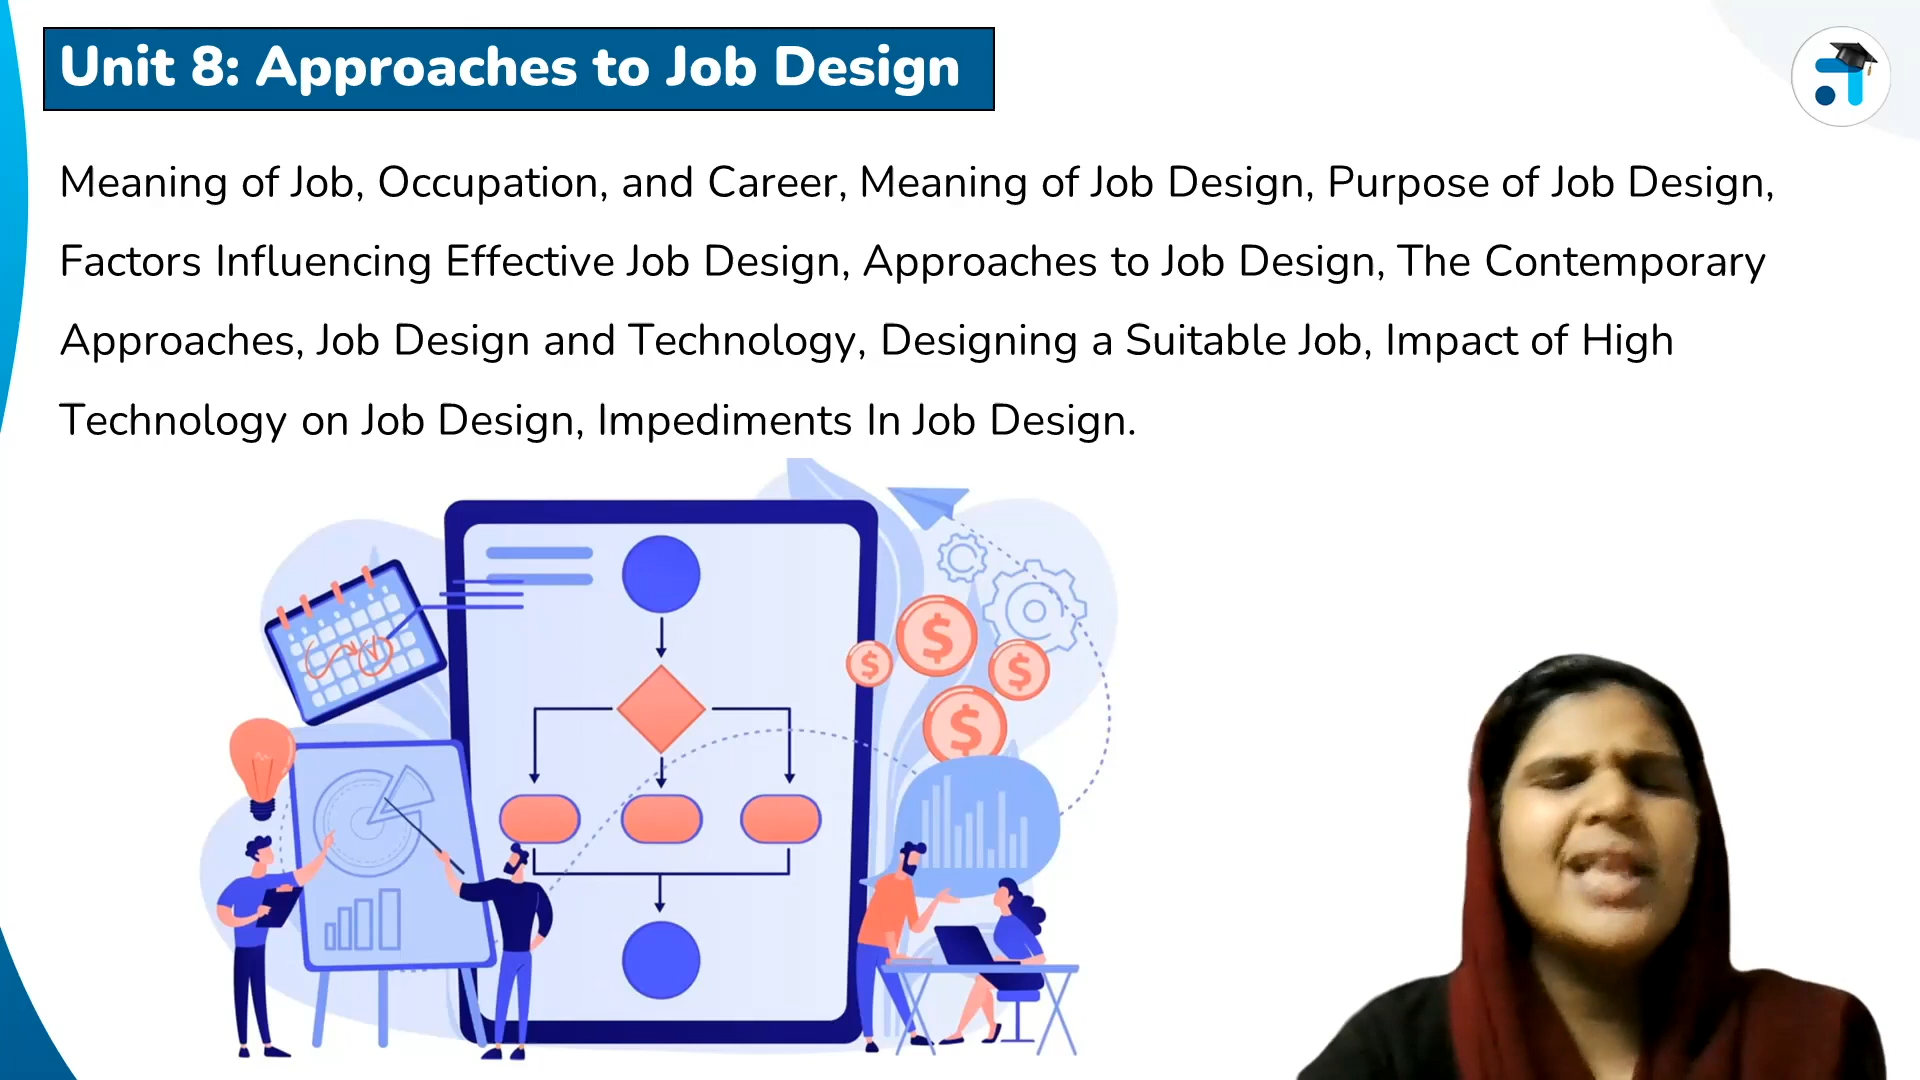 Unit 8: Approaches to Job Design
Meaning of Job, Occupation, and Career, Meaning of Job Design, Purpose of Job Design,
Factors Influencing Effective Job Design, Approaches to Job Design, The Contemporary
Approaches, Job Design and Technology, Designing a Suitable Job, Impact of High
Technology on Job Design, Impediments In Job Design.
$
$
$
$